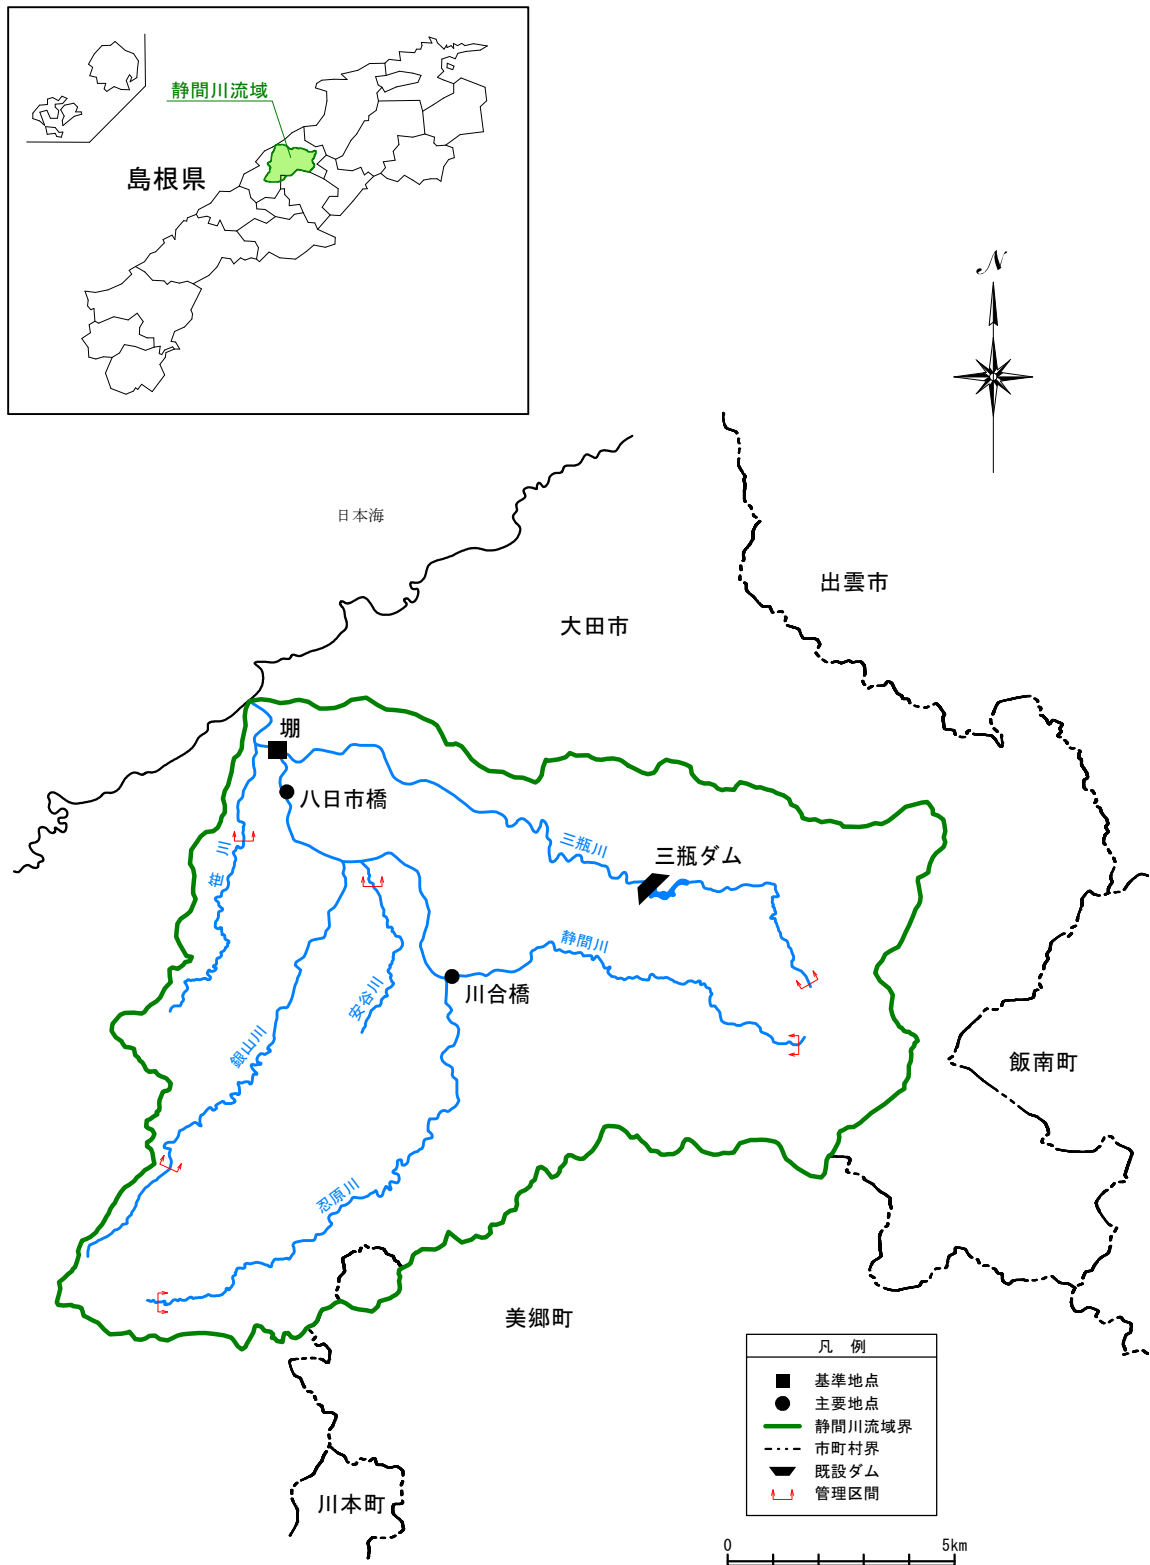 静間川流域
島根県
N
日本海
出雲市
大田市
堋
八日市橋
三瓶川
三瓶ダム
笹川
静間川
安谷川
川合橋
銀山川
飯南町
忍原川
美郷町
川本町
凡 例
基準地点
主要地点
静間川流域界
市町村界
既設ダム
管理区間
0 5km